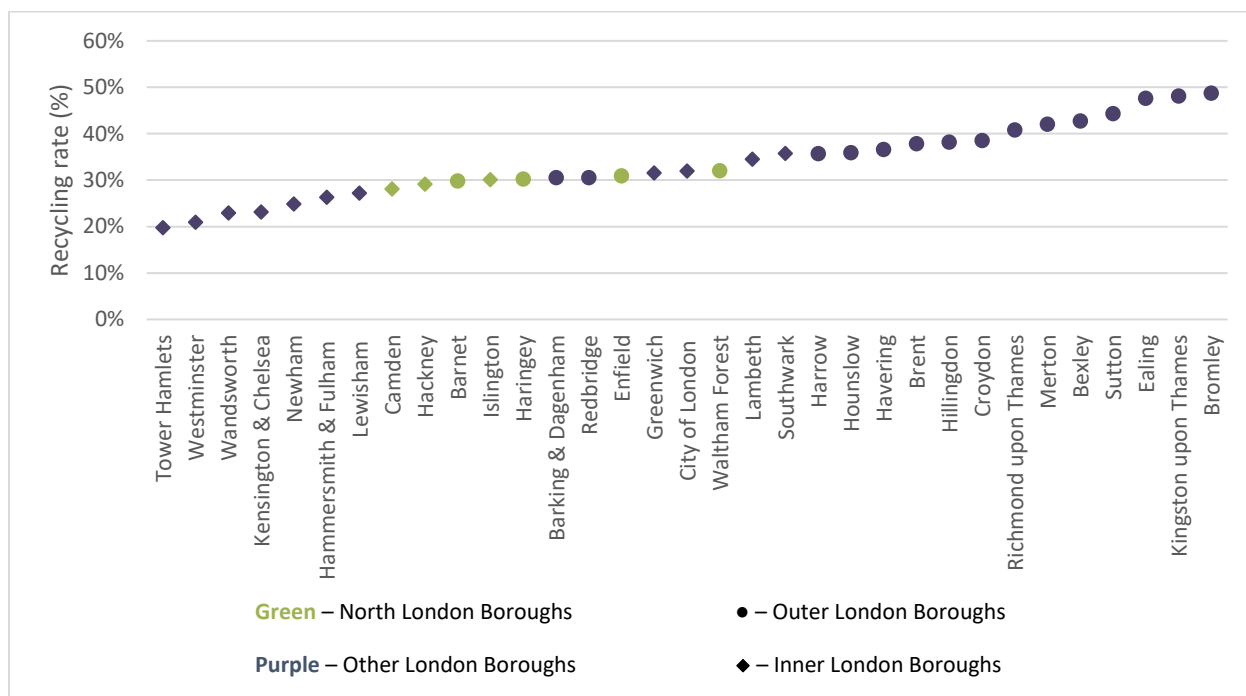 60%
50%
40%
30%
20%
10%
0%
Recycling rate (%)
Tower Hamlets
Westminster
Wandsworth
Kensington & Chelsea
Newham
Hammersmith & Fulham
Lewisham
Camden
Hackney
Barnet
Islington
Haringey
Barking & Dagenham
Redbridge
Enfield
Greenwich
City of London
Waltham Forest
Lambeth
Southwark
Harrow
Hounslow
Havering
Brent
Hillingdon
Croydon
Richmond upon Thames
Merton
Bexley
Sutton
Ealing
Kingston upon Thames
Bromley
Green – North London Boroughs
– Outer London Boroughs
Purple – Other London Boroughs
– Inner London Boroughs